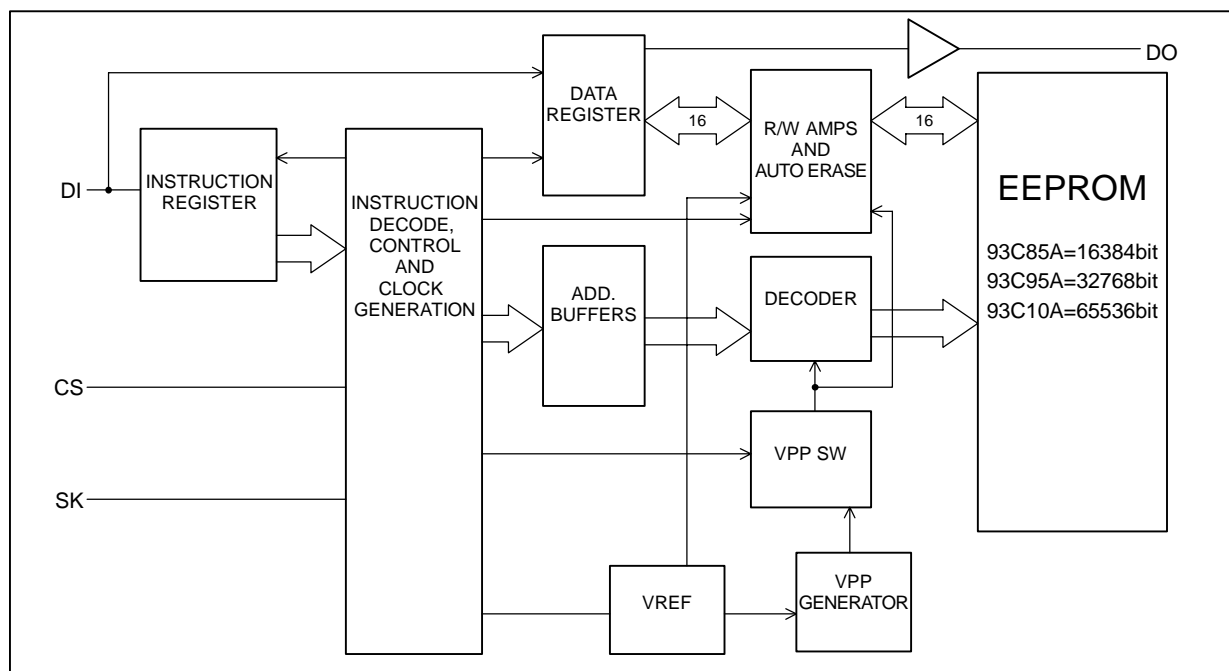 DO
DATA
REGISTER
16
R/W AMPS
AND
AUTO ERASE
16
DI
INSTRUCTION
REGISTER
INSTRUCTION
DECODE,
CONTROL
AND
CLOCK
GENERATION
EEPROM
93C85A=16384bit
93C95A=32768bit
93C10A=65536bit
ADD.
BUFFERS
DECODER
CS
VPP SW
SK
VREF
VPP
GENERATOR